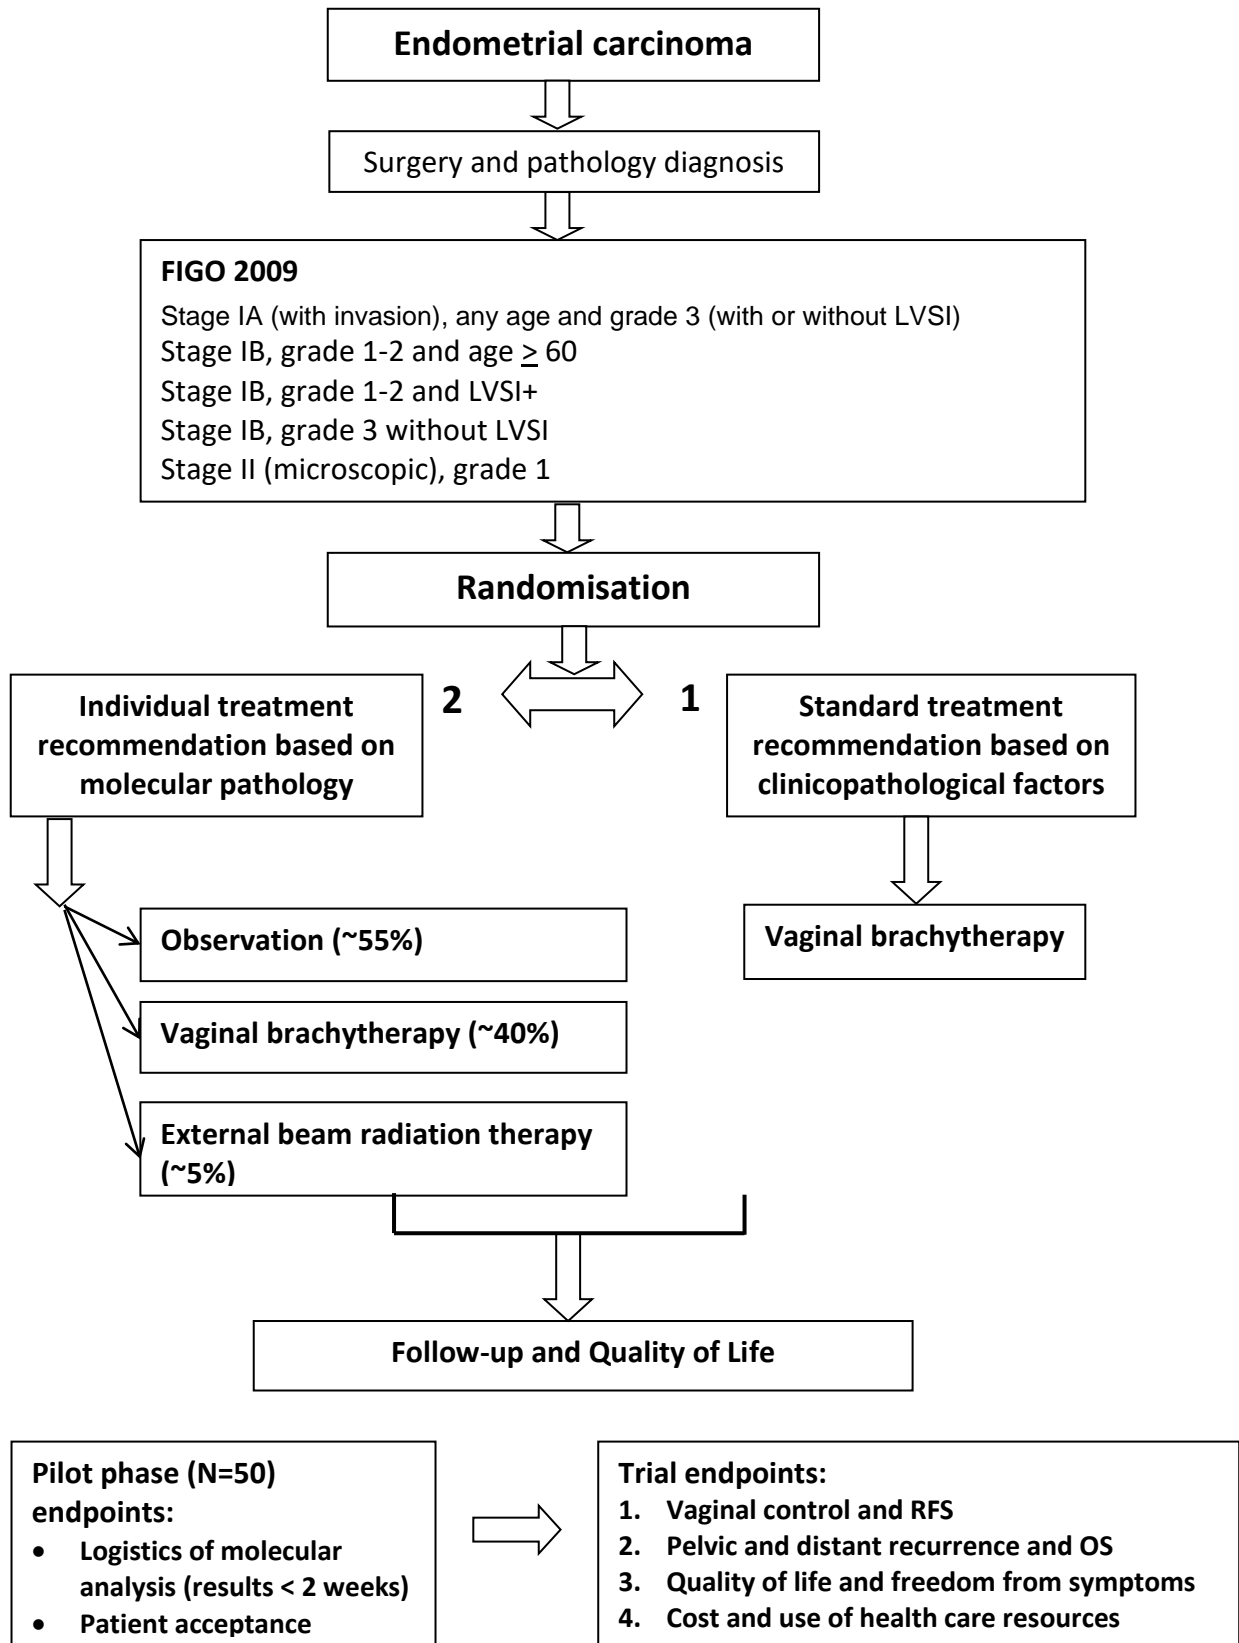 Endometrial carcinoma
Surgery and pathology diagnosis
FIGO 2009
Stage IA (with invasion), any age and grade 3 (with or without LVSI)
Stage IB, grade 1-2 and age ≥ 60
Stage IB, grade 1-2 and LVSI+
Stage IB, grade 3 without LVSI
Stage II (microscopic), grade 1
Randomisation
Individual treatment
recommendation based on
molecular pathology
2
1
Standard treatment
recommendation based on
clinicopathological factors
Observation (~55%)
Vaginal brachytherapy (~40%)
External beam radiation therapy
(~5%)
Vaginal brachytherapy
Follow-up and Quality of Life
Pilot phase (N=50)
endpoints:
• Logistics of molecular
analysis (results < 2 weeks)
• Patient acceptance
Trial endpoints:
1. Vaginal control and RFS
2. Pelvic and distant recurrence and OS
3. Quality of life and freedom from symptoms
4. Cost and use of health care resources